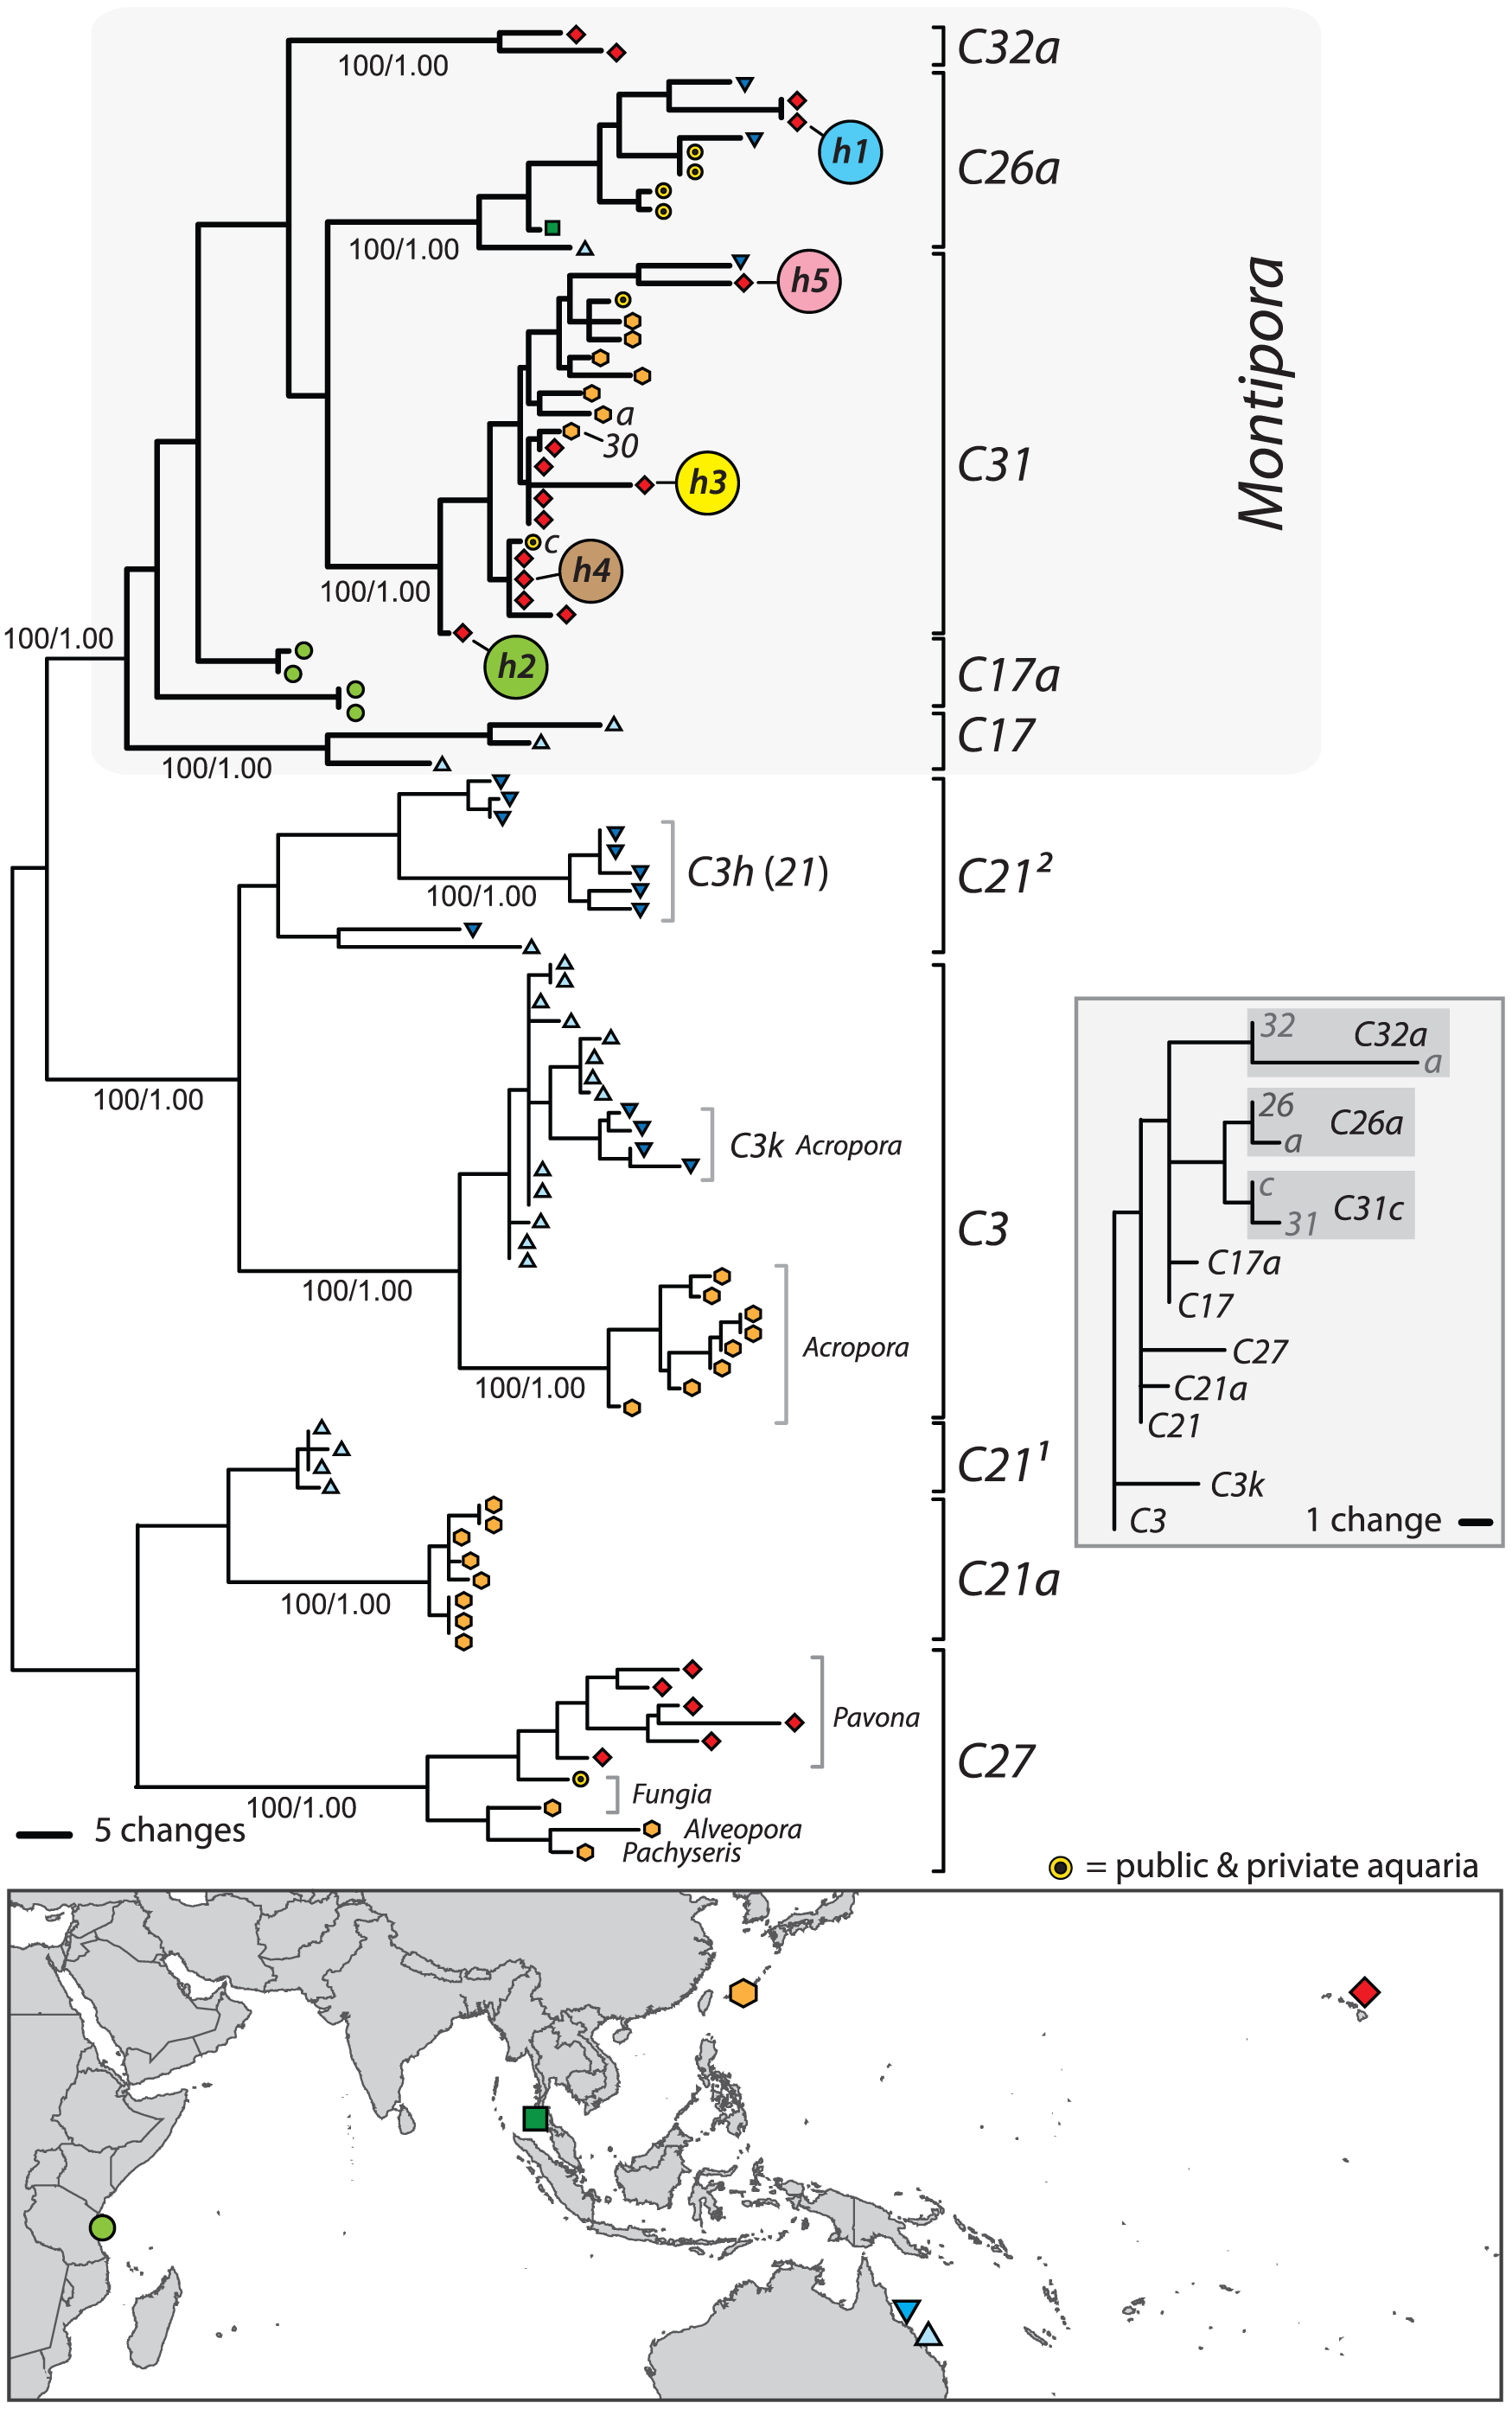 100/1.00
C32a
h1
C26a
100/1.00
h5
a
30
C31
h3
c
h4
100/1.00
100/1.00
h2
C17a
C17
100/1.00
Montipora
C3h (21)
C21²
100/1.00
100/1.00
C3k Acropora
C3
100/1.00
Acropora
100/1.00
C21¹
C21a
100/1.00
Pavona
C27
Fungia
100/1.00
5 changes
Alveopora
Pachyseris
32
C32a
a
26
C26a
a
c
C31c
31
C17a
C17
C27
C21a
C21
C3k
C3
1 change
= public & priviate aquaria